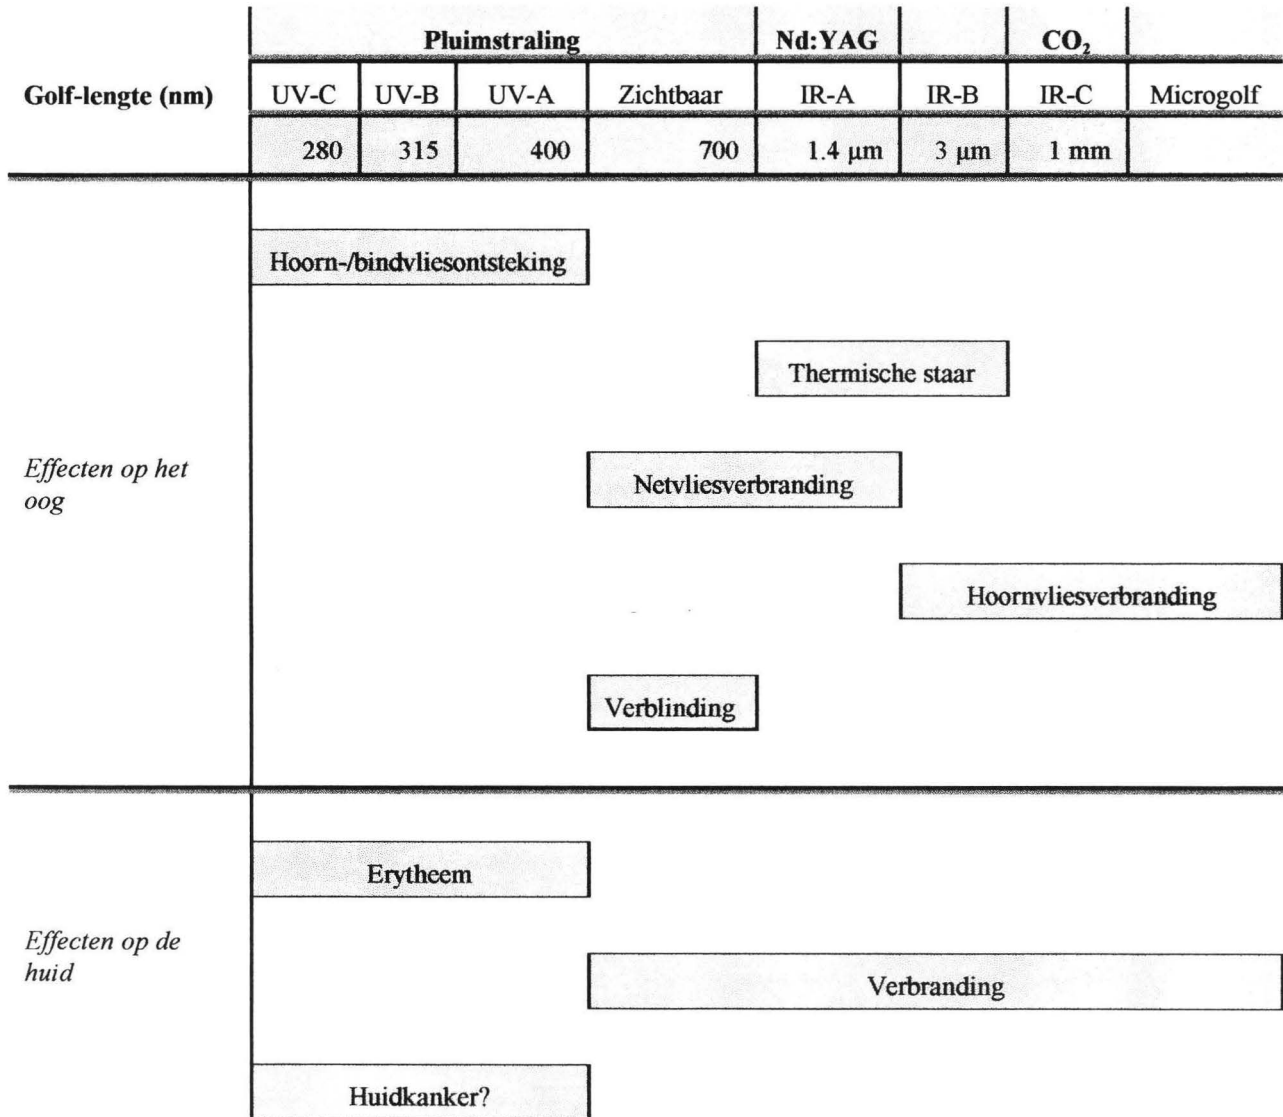 Pluimstraling Nd:YAG CO₂
Golf-lengte (nm) UV-C UV-B UV-A Zichtbaar IR-A IR-B IR-C Microgolf
280 315 400 700 1.4 µm 3 µm 1 mm
Hoorn-/bindvliesontsteking
Thermische staar
Effecten op het
oog
Netvliesverbranding
Hoornvliesverbranding
Verblinding
Erytheem
Effecten op de
huid
Verbranding
Huidkanker?